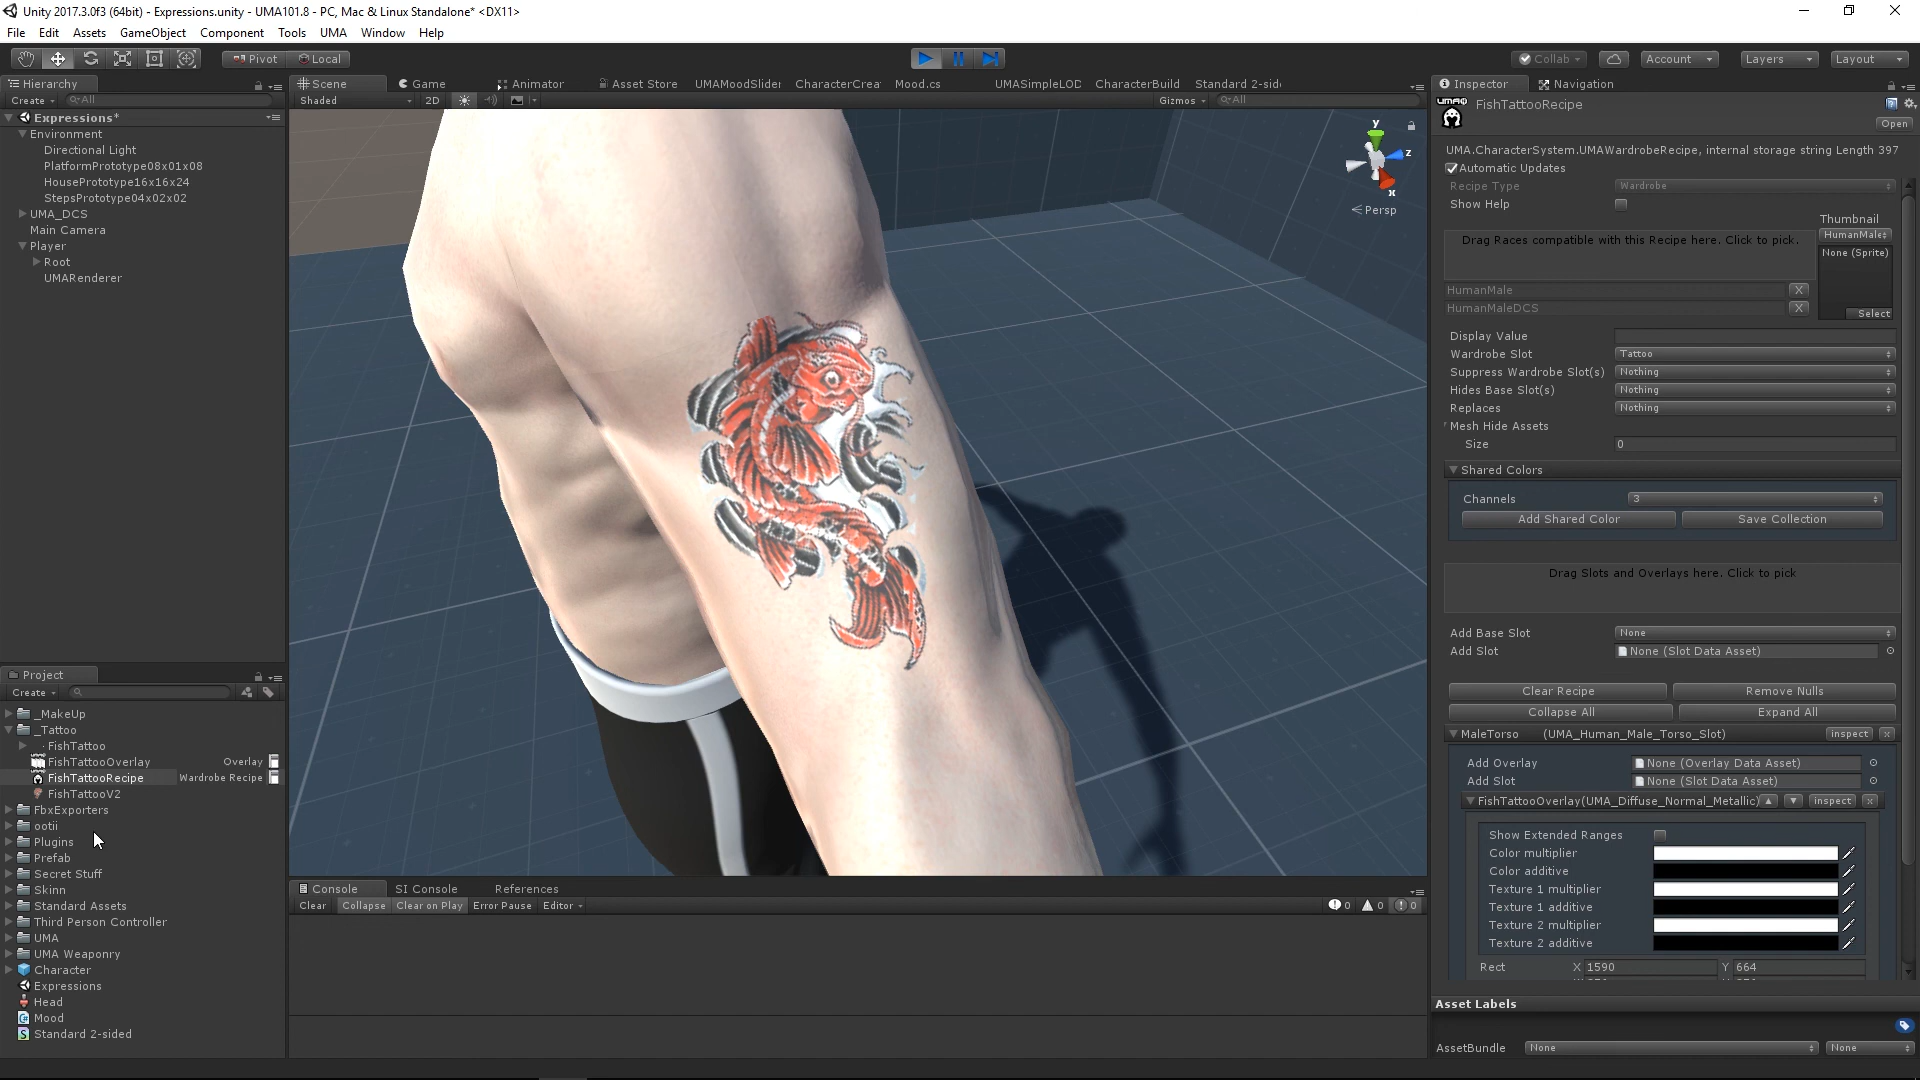 Unity 2017.3.0f3 (64bit) - Expressions.unity - UMA101.8 - PC, Mac & Linux Standalone* <DX11>
File Edit Assets GameObject Component Tools UMA Window Help
Pivot Local Collab Account Layers Layout
Hierarchy
Create All
Expressions*
Environment
Directional Light
PlatformPrototype08x01x08
HousePrototype16x16x24
StepsPrototype04x02x02
UMA_DCS
Main Camera
Player
Root
UMARenderer
Project
Create
_MakeUp
_Tattoo
FishTattoo
FishTattooOverlay Overlay
FishTattooRecipe Wardrobe Recipe
FishTattooV2
FbxExporters
ootii
Plugins
Prefab
Secret Stuff
Skinn
Standard Assets
Third Person Controller
UMA
UMA Weaponry
Character
Expressions
Head
Mood
Standard 2-sided
Scene Game Animator Asset Store UMAMoodSlider CharacterCrea Mood.cs UMASimpleLOD CharacterBuild Standard 2-sid
Shaded 2D Gizmos All
y
z
x
Persp
Console SI Console References
Clear Collapse Clear on Play Error Pause Editor 0 0 0
Inspector Navigation
UMA
FishTattooRecipe
Open
UMA.CharacterSystem.UMAWardrobeRecipe, internal storage string Length 397
Automatic Updates
Recipe Type Wardrobe
Show Help
Thumbnail
Drag Races compatible with this Recipe here. Click to pick.
HumanMale
None (Sprite)
HumanMale X
HumanMaleDCS X
Select
Display Value
Wardrobe Slot Tattoo
Suppress Wardrobe Slot(s) Nothing
Hides Base Slot(s) Nothing
Replaces Nothing
Mesh Hide Assets
Size 0
Shared Colors
Channels 3
Add Shared Color Save Collection
Drag Slots and Overlays here. Click to pick
Add Base Slot None
Add Slot None (Slot Data Asset)
Clear Recipe Remove Nulls
Collapse All Expand All
MaleTorso (UMA_Human_Male_Torso_Slot) inspect x
Add Overlay None (Overlay Data Asset)
Add Slot None (Slot Data Asset)
FishTattooOverlay(UMA_Diffuse_Normal_Metallic) ▲ ▼ inspect x
Show Extended Ranges
Color multiplier
Color additive
Texture 1 multiplier
Texture 1 additive
Texture 2 multiplier
Texture 2 additive
Rect X 1590 Y 664
Asset Labels
AssetBundle None None